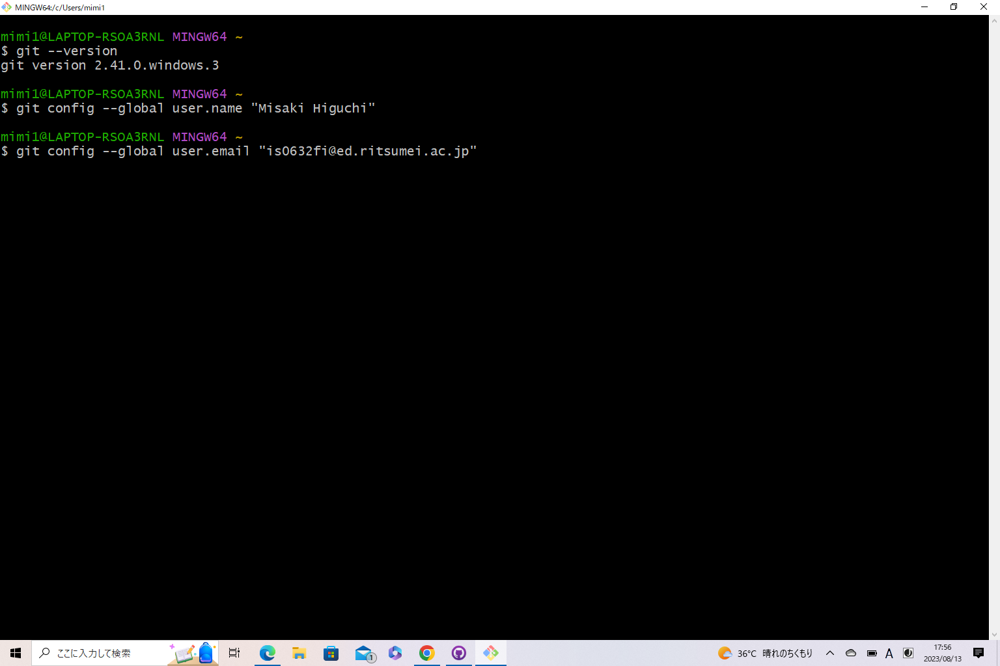 MINGW64:/c/Users/mimi1
mimi1@LAPTOP-RSOA3RNL MINGW64 ~
$ git --version
git version 2.41.0.windows.3
mimi1@LAPTOP-RSOA3RNL MINGW64 ~
$ git config --global user.name "Misaki Higuchi"
mimi1@LAPTOP-RSOA3RNL MINGW64 ~
$ git config --global user.email "is0632fi@ed.ritsumei.ac.jp"
ここに入力して検索
1
36°C 晴れのちくもり
A
17:56
2023/08/13